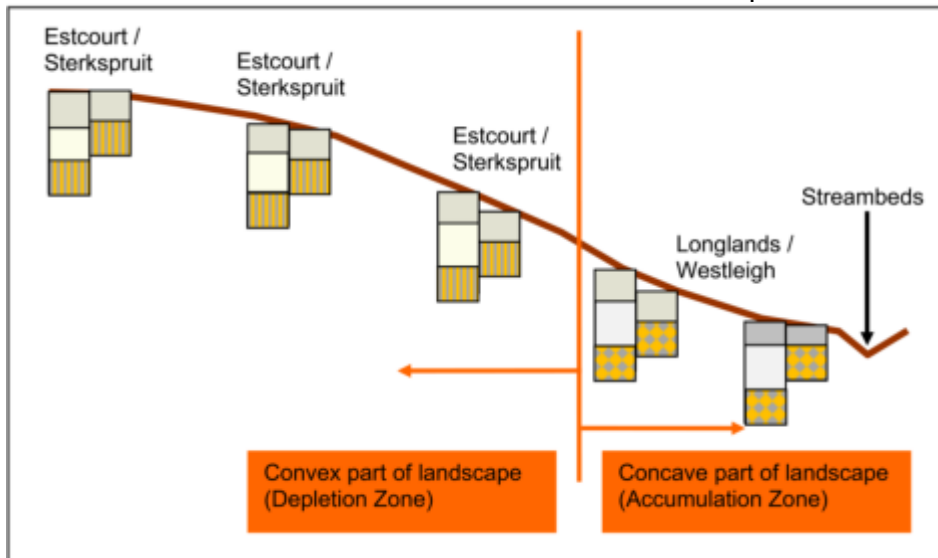 Estcourt /
Sterkspruit
Estcourt /
Sterkspruit
Estcourt /
Sterkspruit
Streambeds
Longlands /
Westleigh
Convex part of landscape
(Depletion Zone)
Concave part of landscape
(Accumulation Zone)